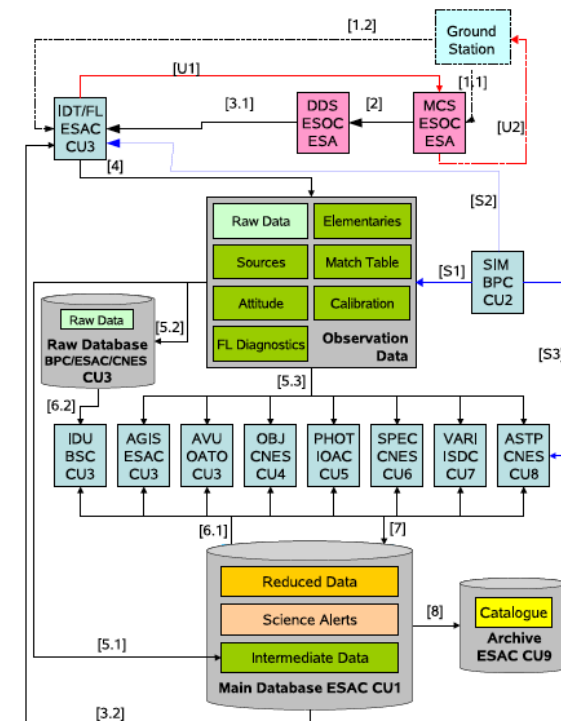 [1.2]
Ground
Station
[U1]
[1.1]
IDT/FL
ESAC
CU3
[3.1]
DDS
ESOC
ESA
[2]
MCS
ESOC
ESA
[U2]
[4]
[S2]
Raw Data
Elementaries
Sources
Match Table
Attitude
Calibration
FL Diagnostics
Observation
Data
[S1]
SIM
BPC
CU2
[S3]
Raw Data
Raw Database
BPC/ESAC/CNES
CU3
[5.2]
[5.3]
[6.2]
IDU
BSC
CU3
AGIS
ESAC
CU3
AVU
OATO
CU3
OBJ
CNES
CU4
PHOT
IOAC
CU5
SPEC
CNES
CU6
VARI
ISDC
CU7
ASTP
CNES
CU8
[6.1]
[7]
Reduced Data
Science Alerts
Intermediate Data
Main Database ESAC CU1
[8]
Catalogue
Archive
ESAC CU9
[5.1]
[3.2]